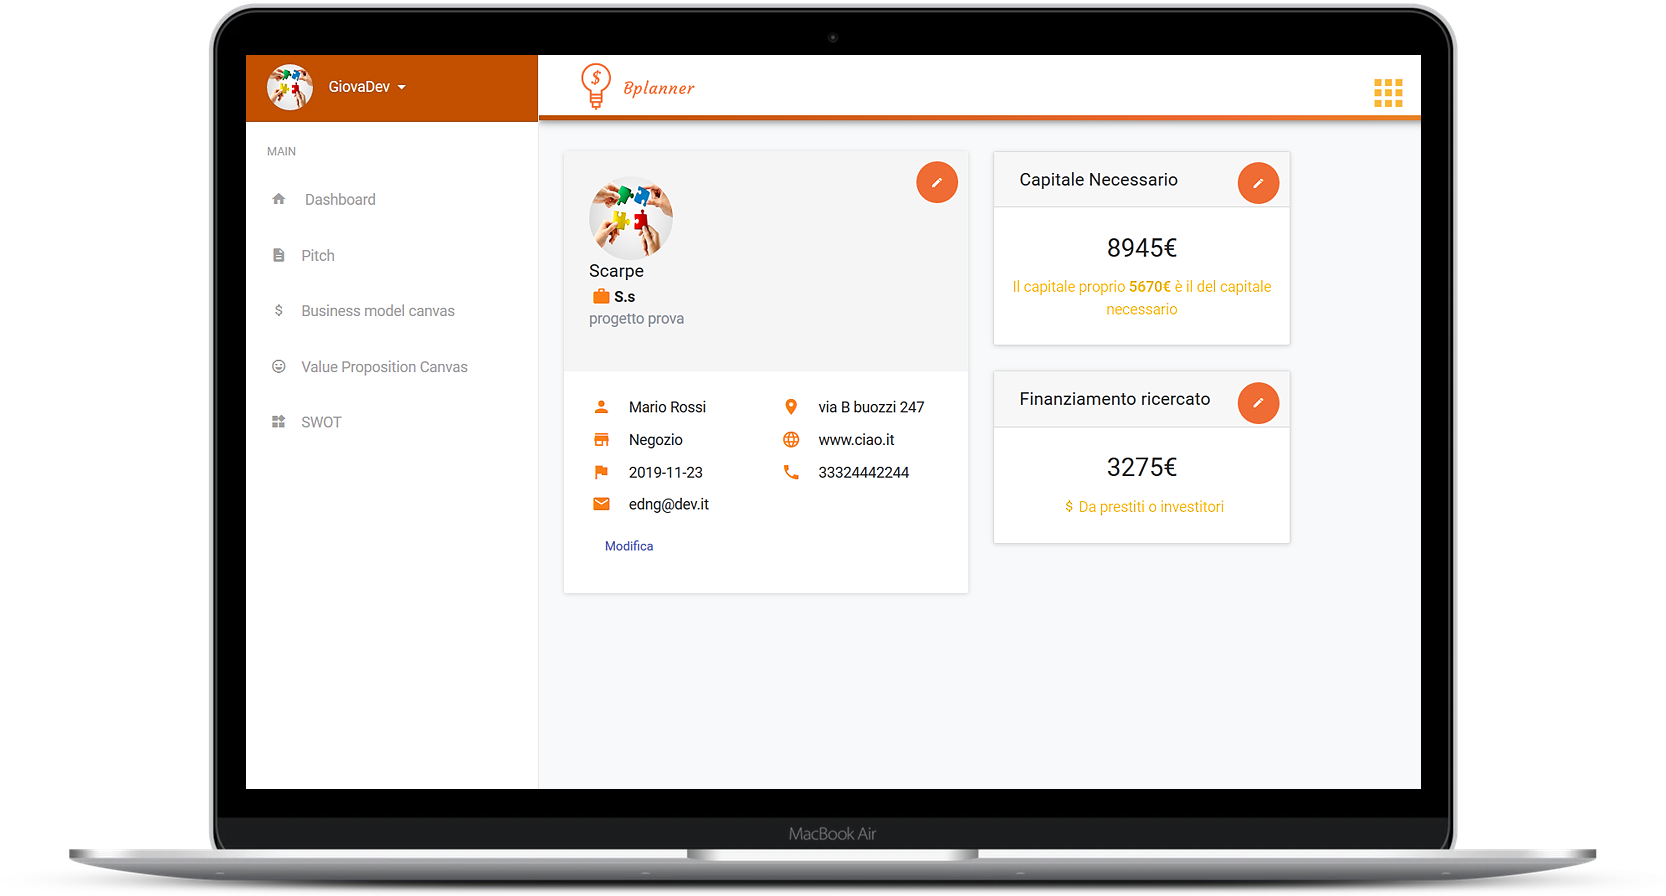 GiovaDev
Bplanner
MAIN
Dashboard
Pitch
Business model canvas
Value Proposition Canvas
SWOT
Scarpe
S.s
progetto prova
Mario Rossi
via B buozzi 247
Negozio
www.ciao.it
2019-11-23
33324442244
edng@dev.it
Modifica
Capitale Necessario
8945€
Il capitale proprio 5670€ è il del capitale
necessario
Finanziamento ricercato
3275€
$ Da prestiti o investitori
MacBook Air